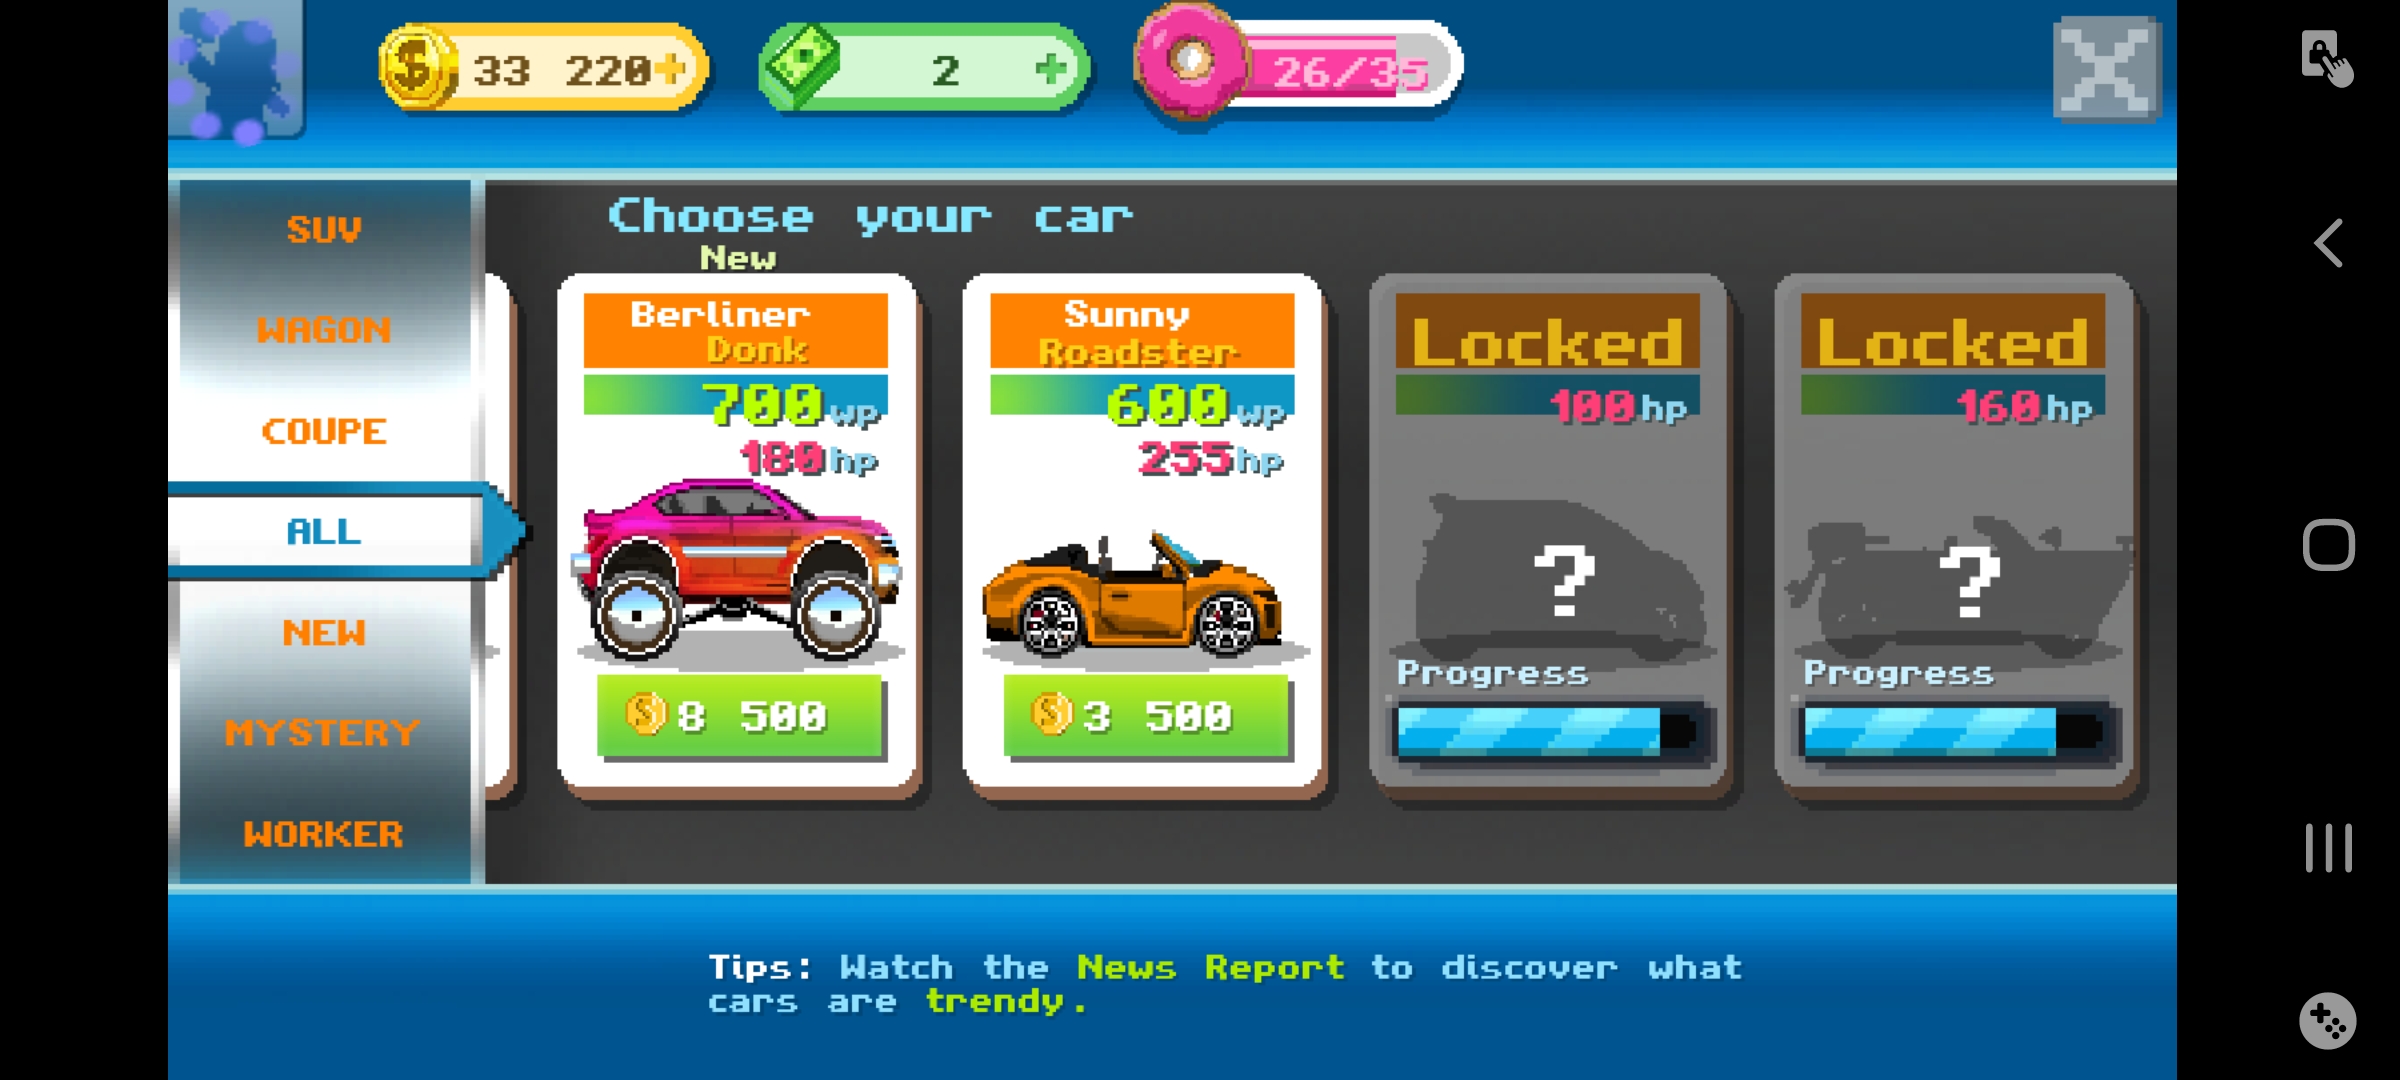 33 220
2
26/35
SUV
WAGON
COUPE
ALL
NEW
MYSTERY
WORKER
Choose your car
New
Berliner
Donk
700 wp
180 hp
8 500
Sunny
Roadster
600 wp
255 hp
3 500
Locked
100 hp
?
Progress
Locked
160 hp
?
Progress
Tips: Watch the News Report to discover what
cars are trendy.